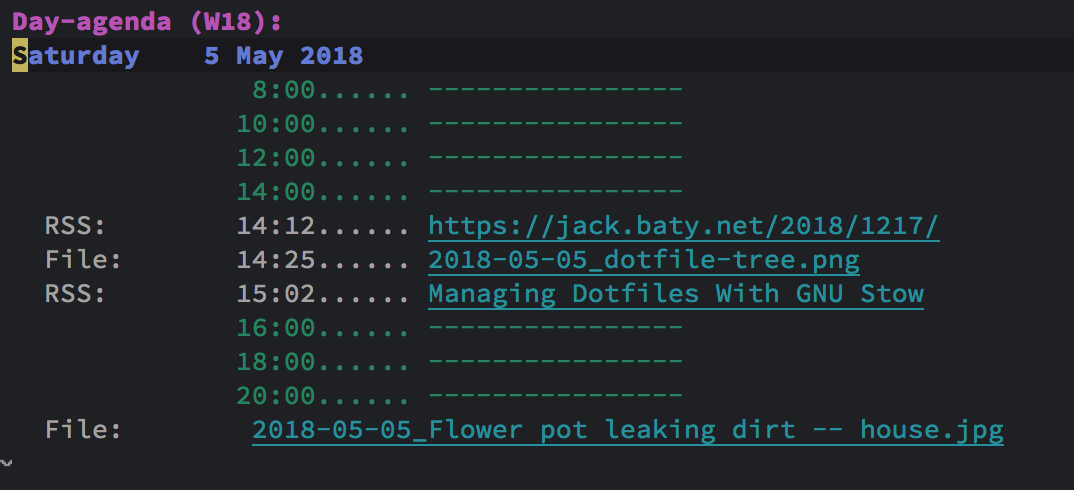 Day-agenda (W18):
Saturday    5 May 2018
8:00...... ----------------
10:00...... ----------------
12:00...... ----------------
14:00...... ----------------
RSS:        14:12...... https://jack.baty.net/2018/1217/
File:       14:25...... 2018-05-05_dotfile-tree.png
RSS:        15:02...... Managing Dotfiles With GNU Stow
16:00...... ----------------
18:00...... ----------------
20:00...... ----------------
File:        2018-05-05_Flower pot leaking dirt -- house.jpg
~